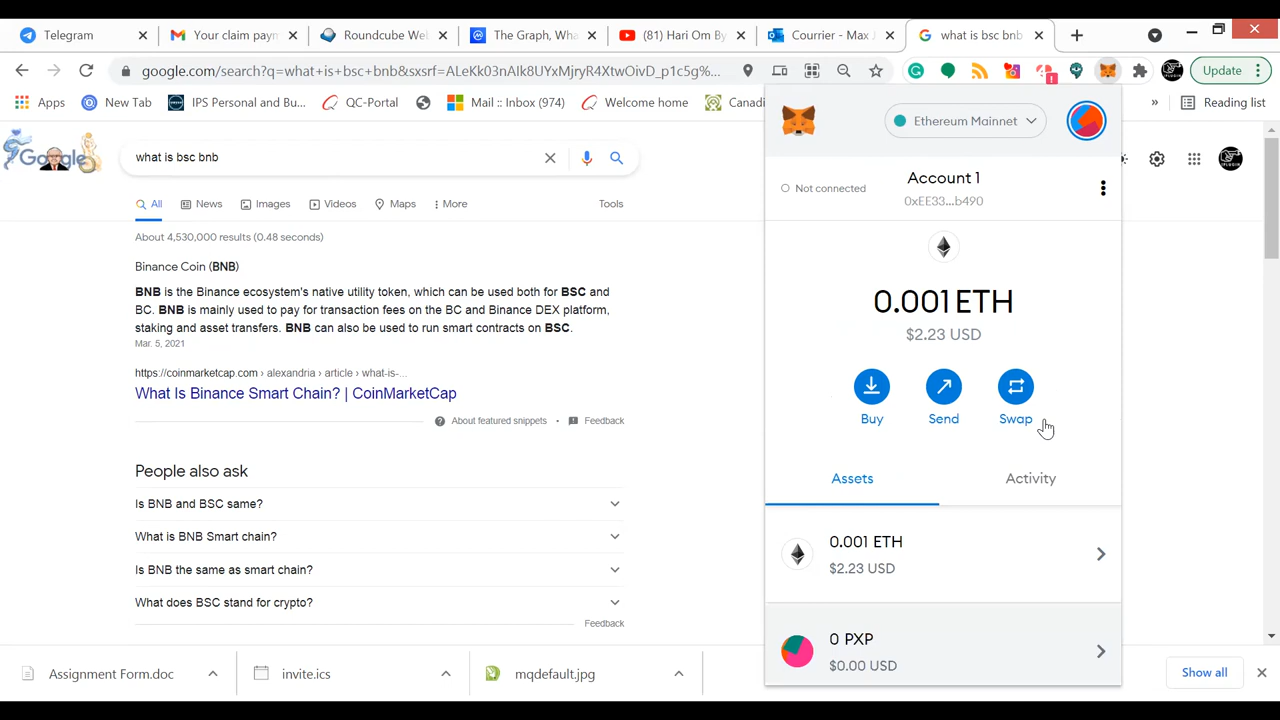 Telegram
Your claim paym
Roundcube We
The Graph, Wha
(81) Hari Om By
Courrier - Max
what is bsc bnb
google.com/search?q=what+is+bsc+bnb&sxsrf=
Update
Apps
New Tab
IPS Personal and Bu...
QC-Portal
Mail :: Inbox (974)
Welcome home
Canadi
»
Reading list
Google
what is bsc bnb
All
News
Images
Videos
Maps
More
Tools
About 4,530,000 results (0.48 seconds)
Binance Coin (BNB)
BNB is the Binance ecosystem's native utility token, which can be used both for BSC and
BC. BNB is mainly used to pay for transaction fees on the BC and Binance DEX platform,
staking and asset transfers. BNB can also be used to run smart contracts on BSC.
Mar. 5, 2021
https://coinmarketcap.com › alexandria › article › what-is-...
What Is Binance Smart Chain? | CoinMarketCap
About featured snippets
•
Feedback
People also ask
Is BNB and BSC same?
What is BNB Smart chain?
Is BNB the same as smart chain?
What does BSC stand for crypto?
Feedback
Ethereum Mainnet
Not connected
Account 1
0xEE33...b490
0.001 ETH
$2.23 USD
Buy
Send
Swap
Assets
Activity
0.001 ETH
$2.23 USD
0 PXP
$0.00 USD
Assignment Form.doc
invite.ics
mqdefault.jpg
Show all